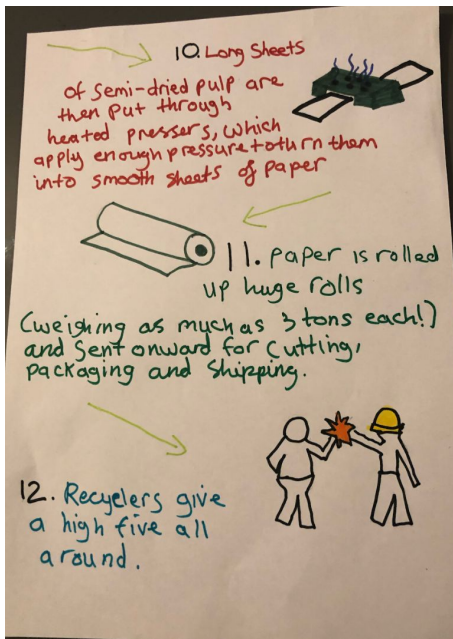 10. Long Sheets
of semi-dried pulp are
then put through
heated pressers, which
apply enough pressure to turn them
into smooth sheets of paper
11. Paper is rolled
up huge rolls
(weighing as much as 3 tons each!)
and sent onward for cutting,
packaging and shipping.
12. Recyclers give
a high five all
around.